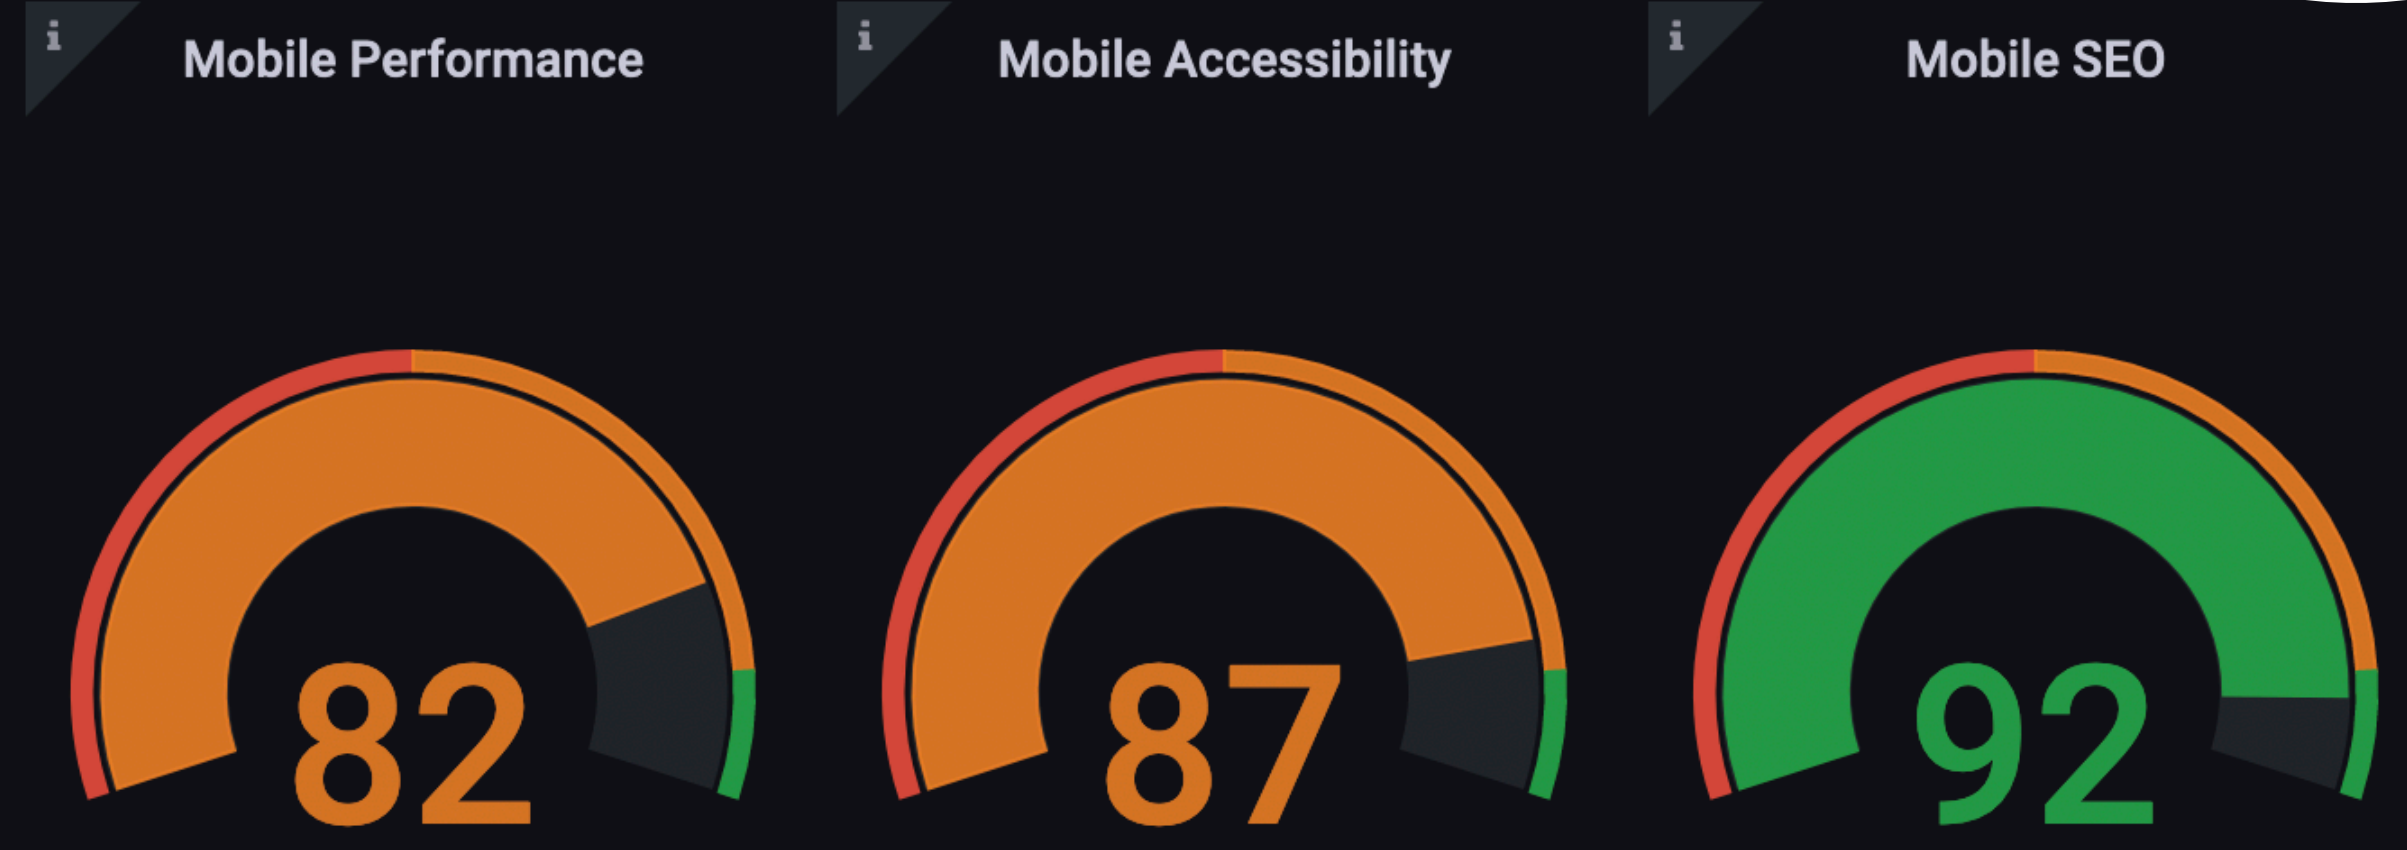 i
Mobile Performance
82
i
Mobile Accessibility
87
i
Mobile SEO
92